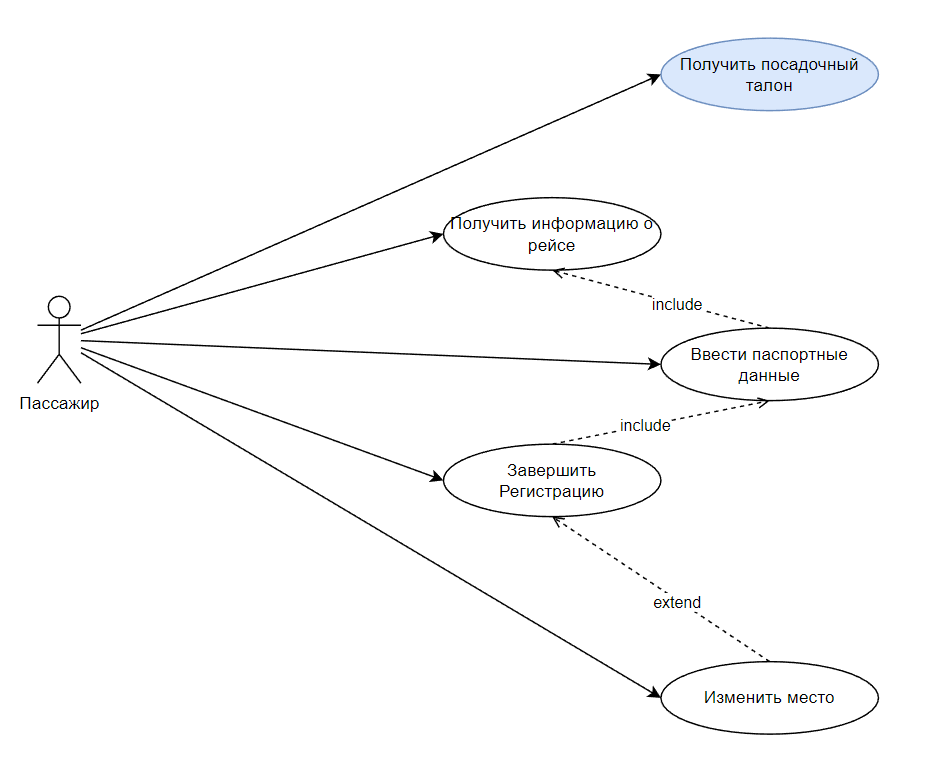 Получить посадочный
талон
Получить информацию о
рейсе
include
Ввести паспортные
данные
Пассажир
include
Завершить
Регистрацию
extend
Изменить место